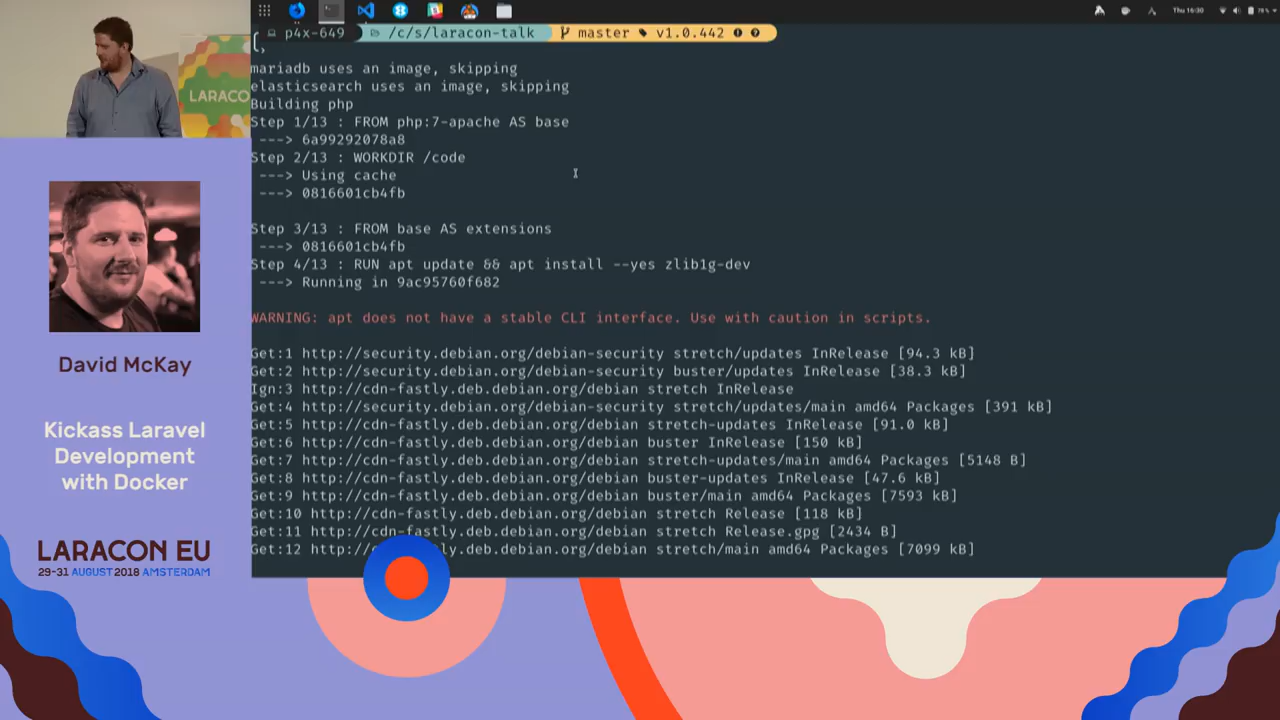 p4x-649 /c/s/laracon-talk master v1.0.442
Thu 16:30
78%
mariadb uses an image, skipping
elasticsearch uses an image, skipping
Building php
Step 1/13 : FROM php:7-apache AS base
---> 6a99292078a8
Step 2/13 : WORKDIR /code
---> Using cache
---> 0816601cb4fb
Step 3/13 : FROM base AS extensions
---> 0816601cb4fb
Step 4/13 : RUN apt update && apt install --yes zlib1g-dev
---> Running in 9ac95760f682
WARNING: apt does not have a stable CLI interface. Use with caution in scripts.
Get:1 http://security.debian.org/debian-security stretch/updates InRelease [94.3 kB]
Get:2 http://security.debian.org/debian-security buster/updates InRelease [38.3 kB]
Ign:3 http://cdn-fastly.deb.debian.org/debian stretch InRelease
Get:4 http://security.debian.org/debian-security stretch/updates/main amd64 Packages [391 kB]
Get:5 http://cdn-fastly.deb.debian.org/debian stretch-updates InRelease [91.0 kB]
Get:6 http://cdn-fastly.deb.debian.org/debian buster InRelease [150 kB]
Get:7 http://cdn-fastly.deb.debian.org/debian stretch-updates/main amd64 Packages [5148 B]
Get:8 http://cdn-fastly.deb.debian.org/debian buster-updates InRelease [47.6 kB]
Get:9 http://cdn-fastly.deb.debian.org/debian buster/main amd64 Packages [7593 kB]
Get:10 http://cdn-fastly.deb.debian.org/debian stretch Release [118 kB]
Get:11 http://cdn-fastly.deb.debian.org/debian stretch Release.gpg [2434 B]
Get:12 http://cdn-fastly.deb.debian.org/debian stretch/main amd64 Packages [7099 kB]
LARACO
David McKay
Kickass Laravel
Development
with Docker
LARACON EU
29-31 AUGUST 2018 AMSTERDAM